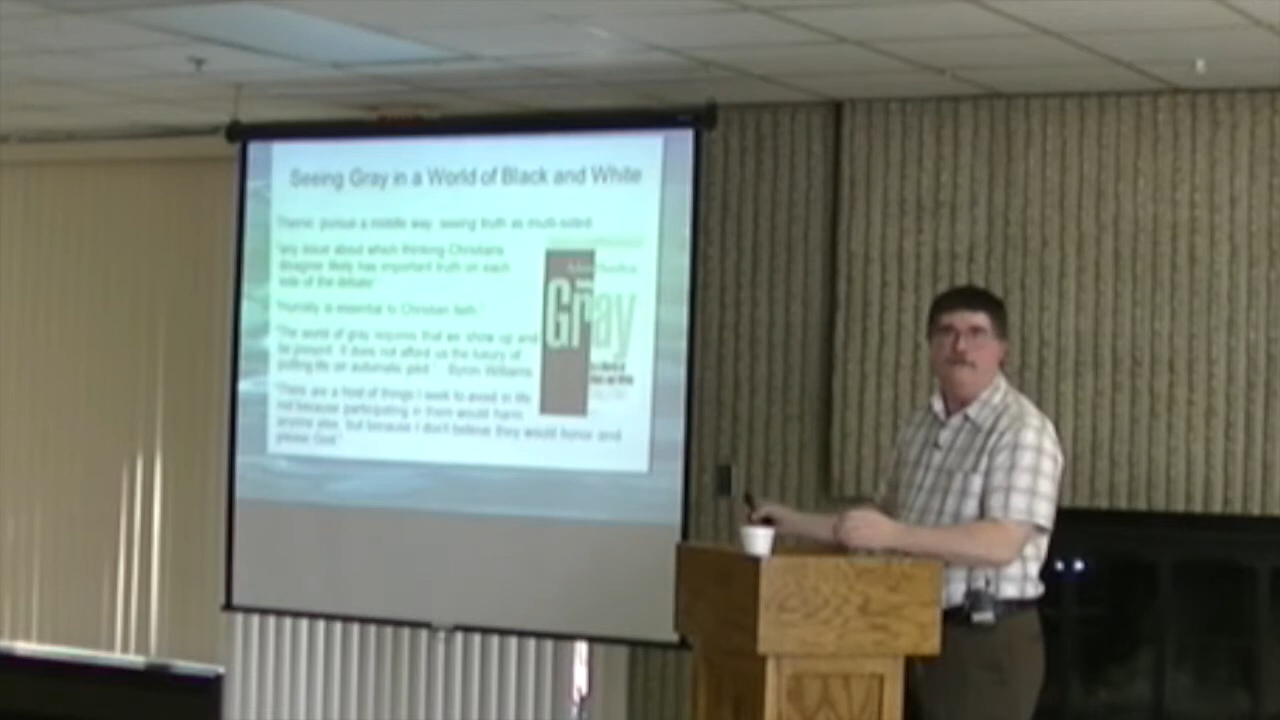 Seeing Gray in a World of Black and White
Theme: pursue a middle way: seeing truth as multi-sided.
"any issue about which thinking Christians
disagree likely has important truth on each
side of the debate"
"Humility is essential to Christian faith."
"The world of gray requires that we show up and
be present. It does not afford us the luxury of
putting life on automatic pilot." Byron Williams
"There are a host of things I seek to avoid in life
not because participating in them would harm
anyone else, but because I don't believe they would honor and
please God."
Gray